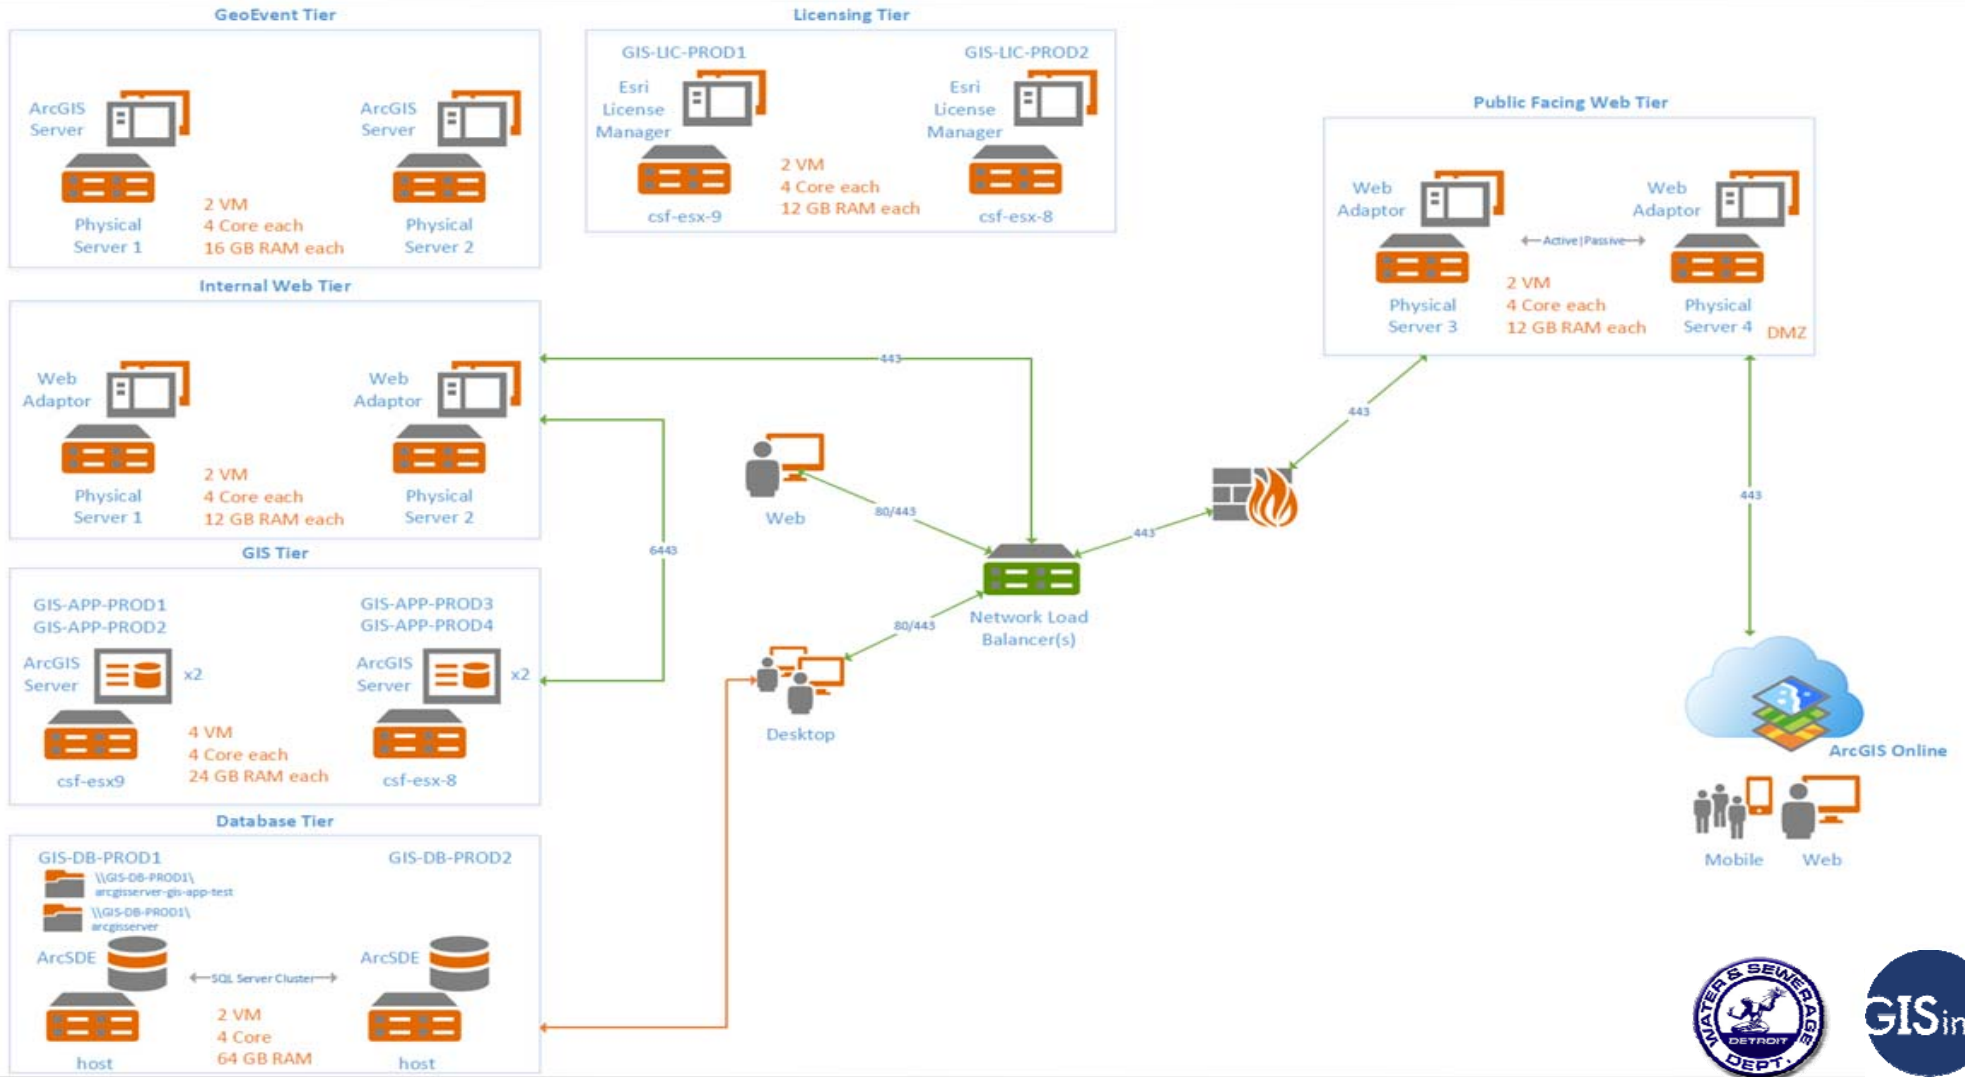 GeoEvent Tier
ArcGIS
Server
Physical
Server 1
2 VM
4 Core each
16 GB RAM each
ArcGIS
Server
Physical
Server 2
Licensing Tier
GIS-LIC-PROD1
Esri
License
Manager
csf-esx-9
2 VM
4 Core each
12 GB RAM each
GIS-LIC-PROD2
Esri
License
Manager
csf-esx-8
Public Facing Web Tier
Web
Adaptor
Physical
Server 3
Active|Passive
2 VM
4 Core each
12 GB RAM each
Web
Adaptor
Physical
Server 4
DMZ
Internal Web Tier
Web
Adaptor
Physical
Server 1
2 VM
4 Core each
12 GB RAM each
Web
Adaptor
Physical
Server 2
443
6443
Web
80/443
443
443
443
Network Load
Balancer(s)
80/443
Desktop
GIS Tier
GIS-APP-PROD1
GIS-APP-PROD2
ArcGIS
Server
x2
csf-esx9
4 VM
4 Core each
24 GB RAM each
GIS-APP-PROD3
GIS-APP-PROD4
ArcGIS
Server
x2
csf-esx-8
ArcGIS Online
Mobile
Web
Database Tier
GIS-DB-PROD1
\\GIS-DB-PROD1\
arcgisserver-gis-app-test
\\GIS-DB-PROD1\
arcgisserver
ArcSDE
host
SQL Server Cluster
2 VM
4 Core
64 GB RAM
GIS-DB-PROD2
ArcSDE
host
WATER & SEWERAGE DEPT.
DETROIT
GISin